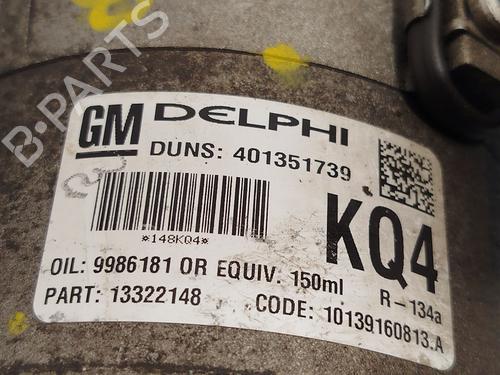 B-PARTS
GM DELPHI
DUNS: 401351739
*148KQ4*
KQ4
OIL: 9986181 OR EQUIV. 150ml
R-134a
PART: 13322148
CODE: 10139160813.A